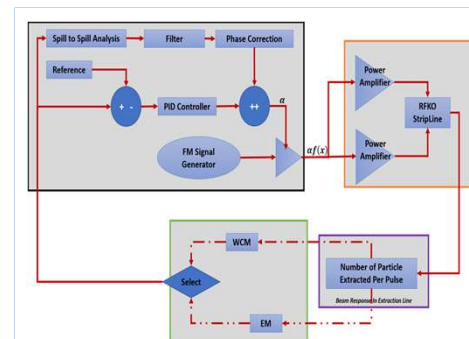 Spill to Spill Analysis
Filter
Phase Correction
Reference
+ -
PID Controller
++
α
FM Signal
Generator
αf(x)
Power
Amplifier
RFKO
StripLine
Power
Amplifier
WCM
Select
EM
Number of Particle
Extracted Per Pulse
Beam Response In Extraction Line